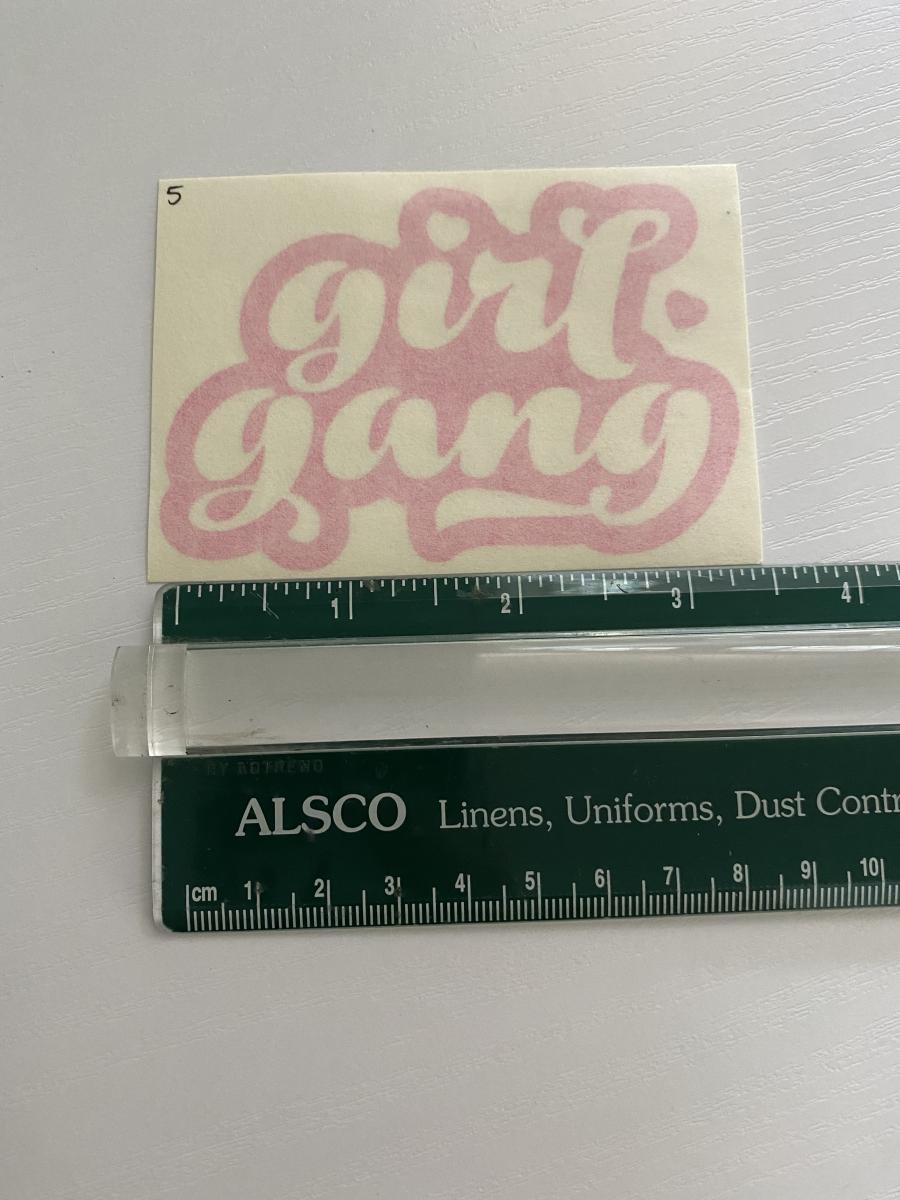 5
girl
gang
1 2 3 4
ALSCO Linens, Uniforms, Dust Contr
cm 1 2 3 4 5 6 7 8 9 10